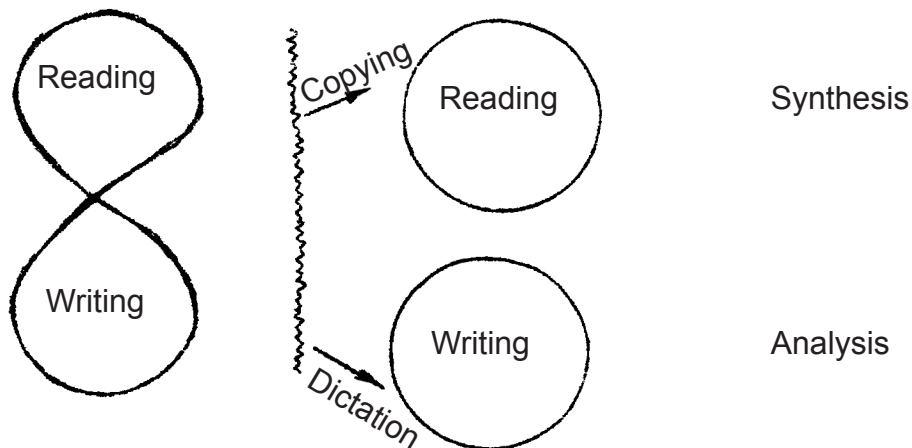 Reading
Writing
Copying
Reading
Synthesis
Dictation
Writing
Analysis